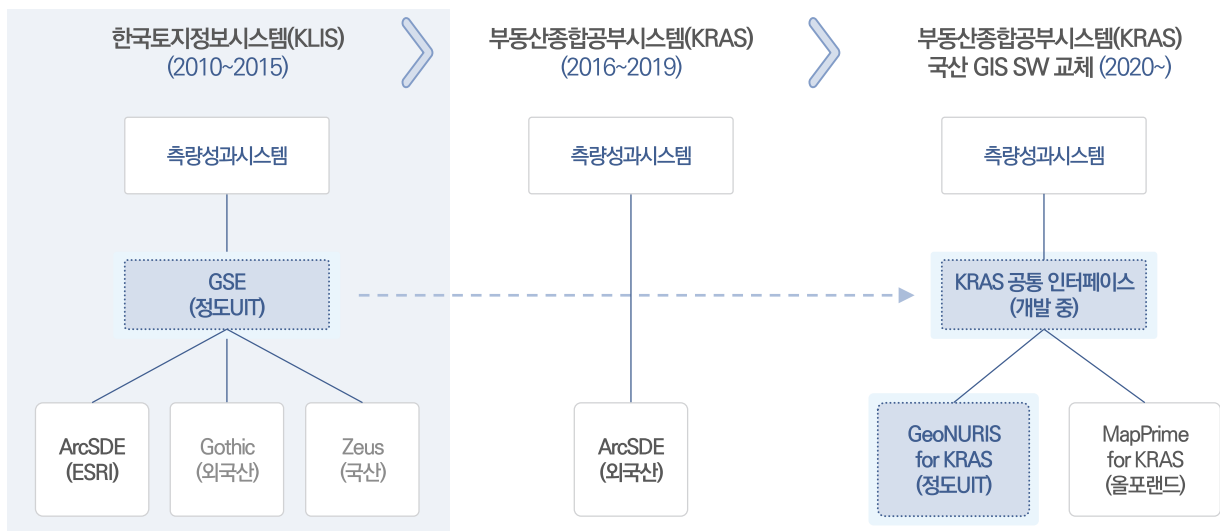 한국토지정보시스템(KLIS)
(2010~2015)
부동산종합공부시스템(KRAS)
(2016~2019)
부동산종합공부시스템(KRAS)
국산 GIS SW 교체 (2020~)
측량성과시스템
측량성과시스템
측량성과시스템
GSE
(정도UIT)
KRAS 공통 인터페이스
(개발 중)
ArcSDE
(ESRI)
Gothic
(외국산)
Zeus
(국산)
ArcSDE
(외국산)
GeoNURIS
for KRAS
(정도UIT)
MapPrime
for KRAS
(올포랜드)